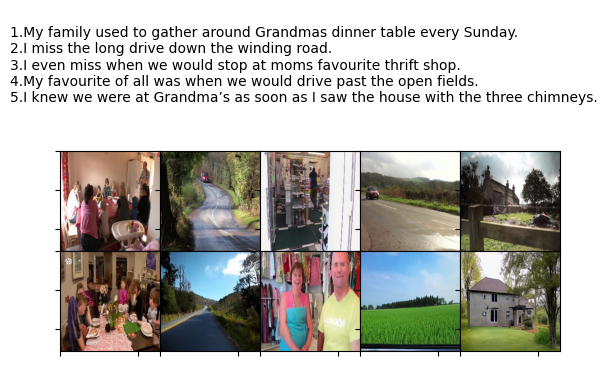 1.My family used to gather around Grandmas dinner table every Sunday.
2.I miss the long drive down the winding road.
3.I even miss when we would stop at moms favourite thrift shop.
4.My favourite of all was when we would drive past the open fields.
5.I knew we were at Grandma’s as soon as I saw the house with the three chimneys.